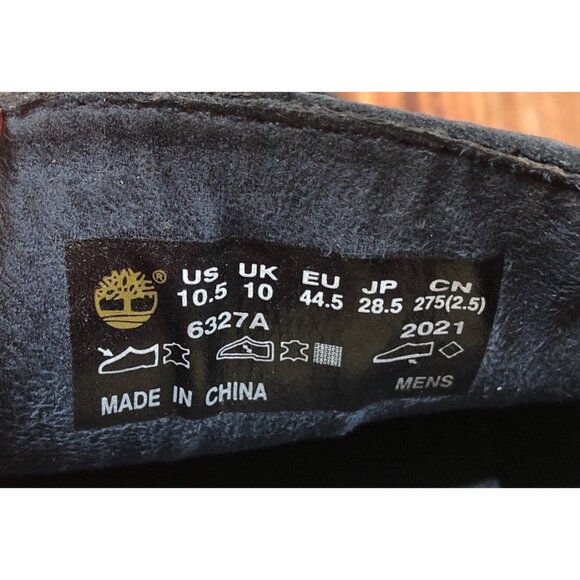 ® US UK EU JP CN
10.5 10 44.5 28.5 275(2.5)
6327A 2021
MADE IN CHINA MENS